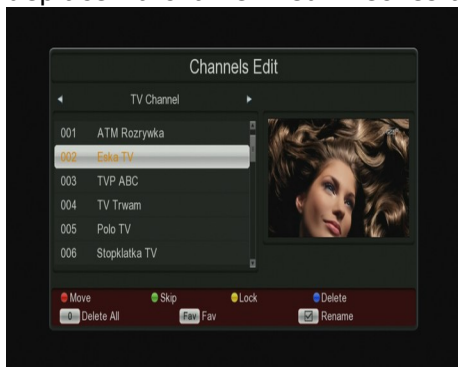 Channels Edit
TV Channel
001 ATM Rozrywka
002 Eska TV
003 TVP ABC
004 TV Trwam
005 Polo TV
006 Stopklatka TV
Move Skip Lock Delete
0 Delete All Fav Fav Rename